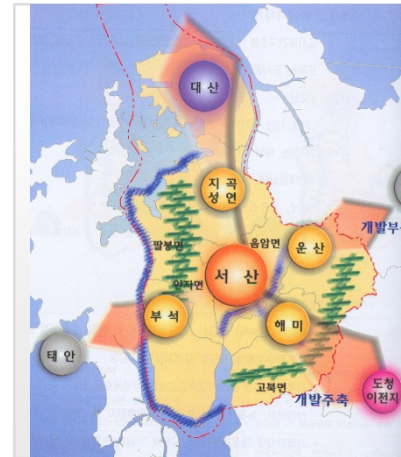 대 산
지 곡
성 연
개발부
팔봉면
음암면
운 산
서 산
인지면
부 석
해 미
태 안
고북면
개발주축
도청
이전지